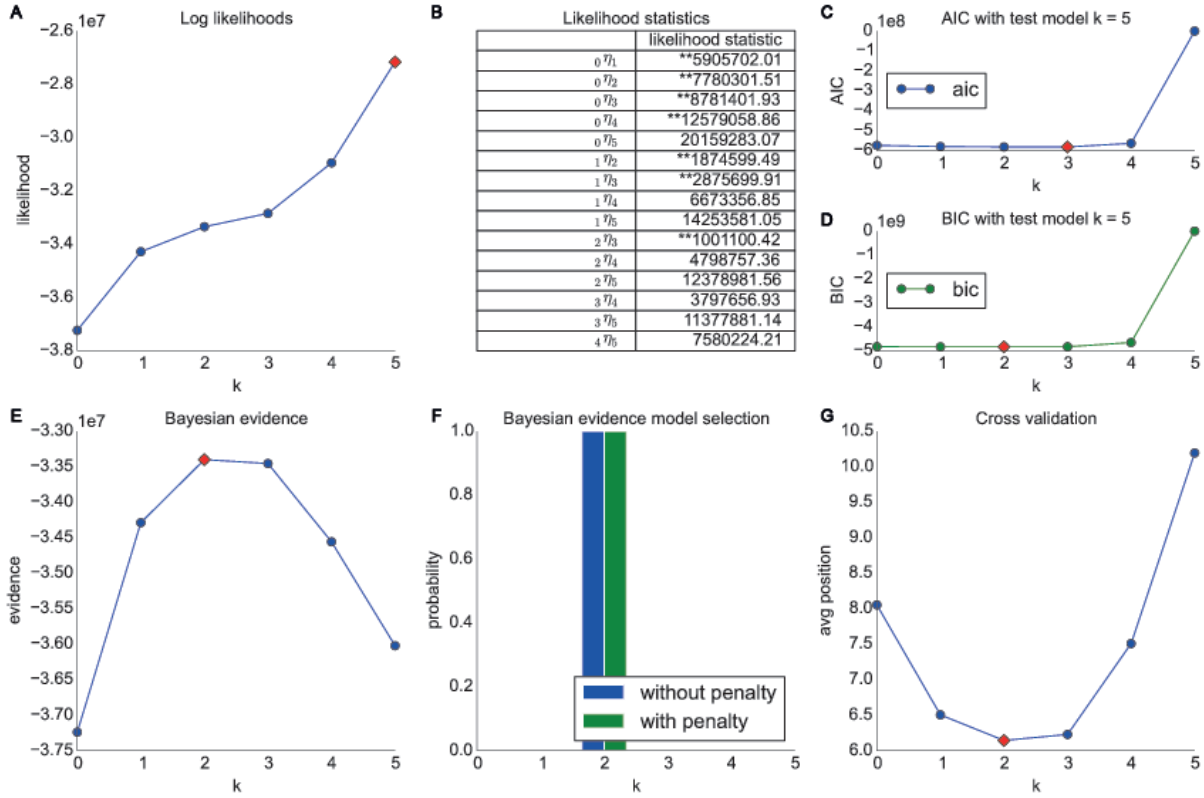 A
Log likelihoods
1e7
−2.6
−2.8
−3.0
−3.2
−3.4
−3.6
−3.8
likelihood
0 1 2 3 4 5
k
B
Likelihood statistics
likelihood statistic
0η1 **5905702.01
0η2 **7780301.51
0η3 **8781401.93
0η4 **12579058.86
0η5 20159283.07
1η2 **1874599.49
1η3 **2875699.91
1η4 6673356.85
1η5 14253581.05
2η3 **1001100.42
2η4 4798757.36
2η5 12378981.56
3η4 3797656.93
3η5 11377881.14
4η5 7580224.21
C
AIC with test model k = 5
1e8
0
−1
−2
−3
−4
−5
−6
AIC
aic
0 1 2 3 4 5
k
D
BIC with test model k = 5
1e9
0
−1
−2
−3
−4
−5
BIC
bic
0 1 2 3 4 5
k
E
Bayesian evidence
1e7
−3.30
−3.35
−3.40
−3.45
−3.50
−3.55
−3.60
−3.65
−3.70
−3.75
evidence
0 1 2 3 4 5
k
F
Bayesian evidence model selection
1.0
0.8
0.6
0.4
0.2
0.0
probability
without penalty
with penalty
0 1 2 3 4 5
k
G
Cross validation
10.5
10.0
9.5
9.0
8.5
8.0
7.5
7.0
6.5
6.0
avg position
0 1 2 3 4 5
k